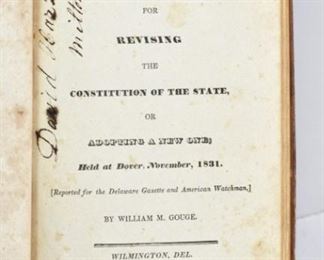 FOR
REVISING
THE
CONSTITUTION OF THE STATE,
OR
ADOPTING A NEW ONE;
Held at Dover, November, 1831.
[Reported for the Delaware Gazette and American Watchman.]
BY WILLIAM M. GOUGE.
WILMINGTON, DEL.
David